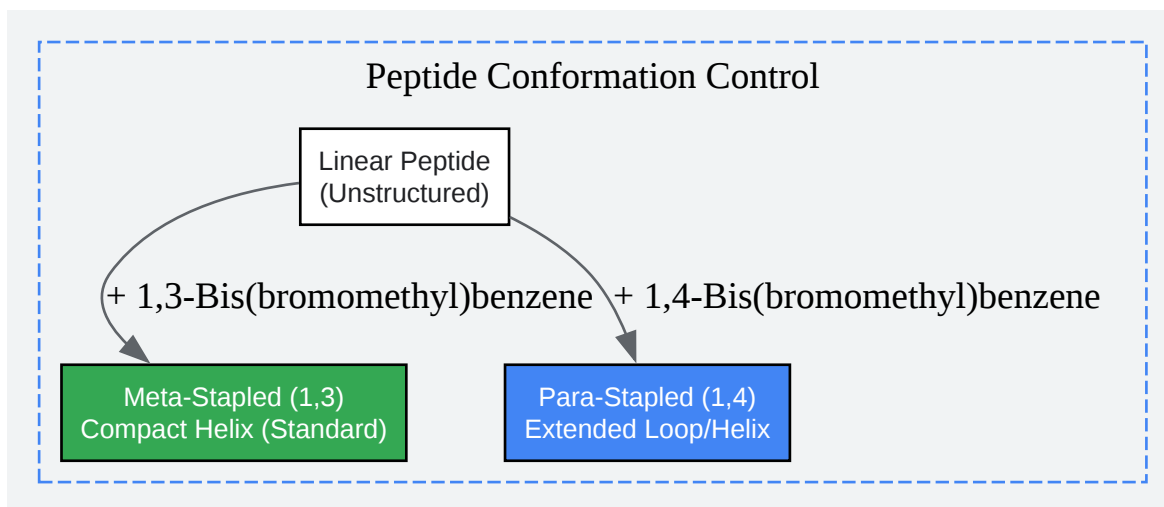 Peptide Conformation Control
Linear Peptide
(Unstructured)
+ 1,3-Bis(bromomethyl)benzene
+ 1,4-Bis(bromomethyl)benzene
Meta-Stapled (1,3)
Compact Helix (Standard)
Para-Stapled (1,4)
Extended Loop/Helix